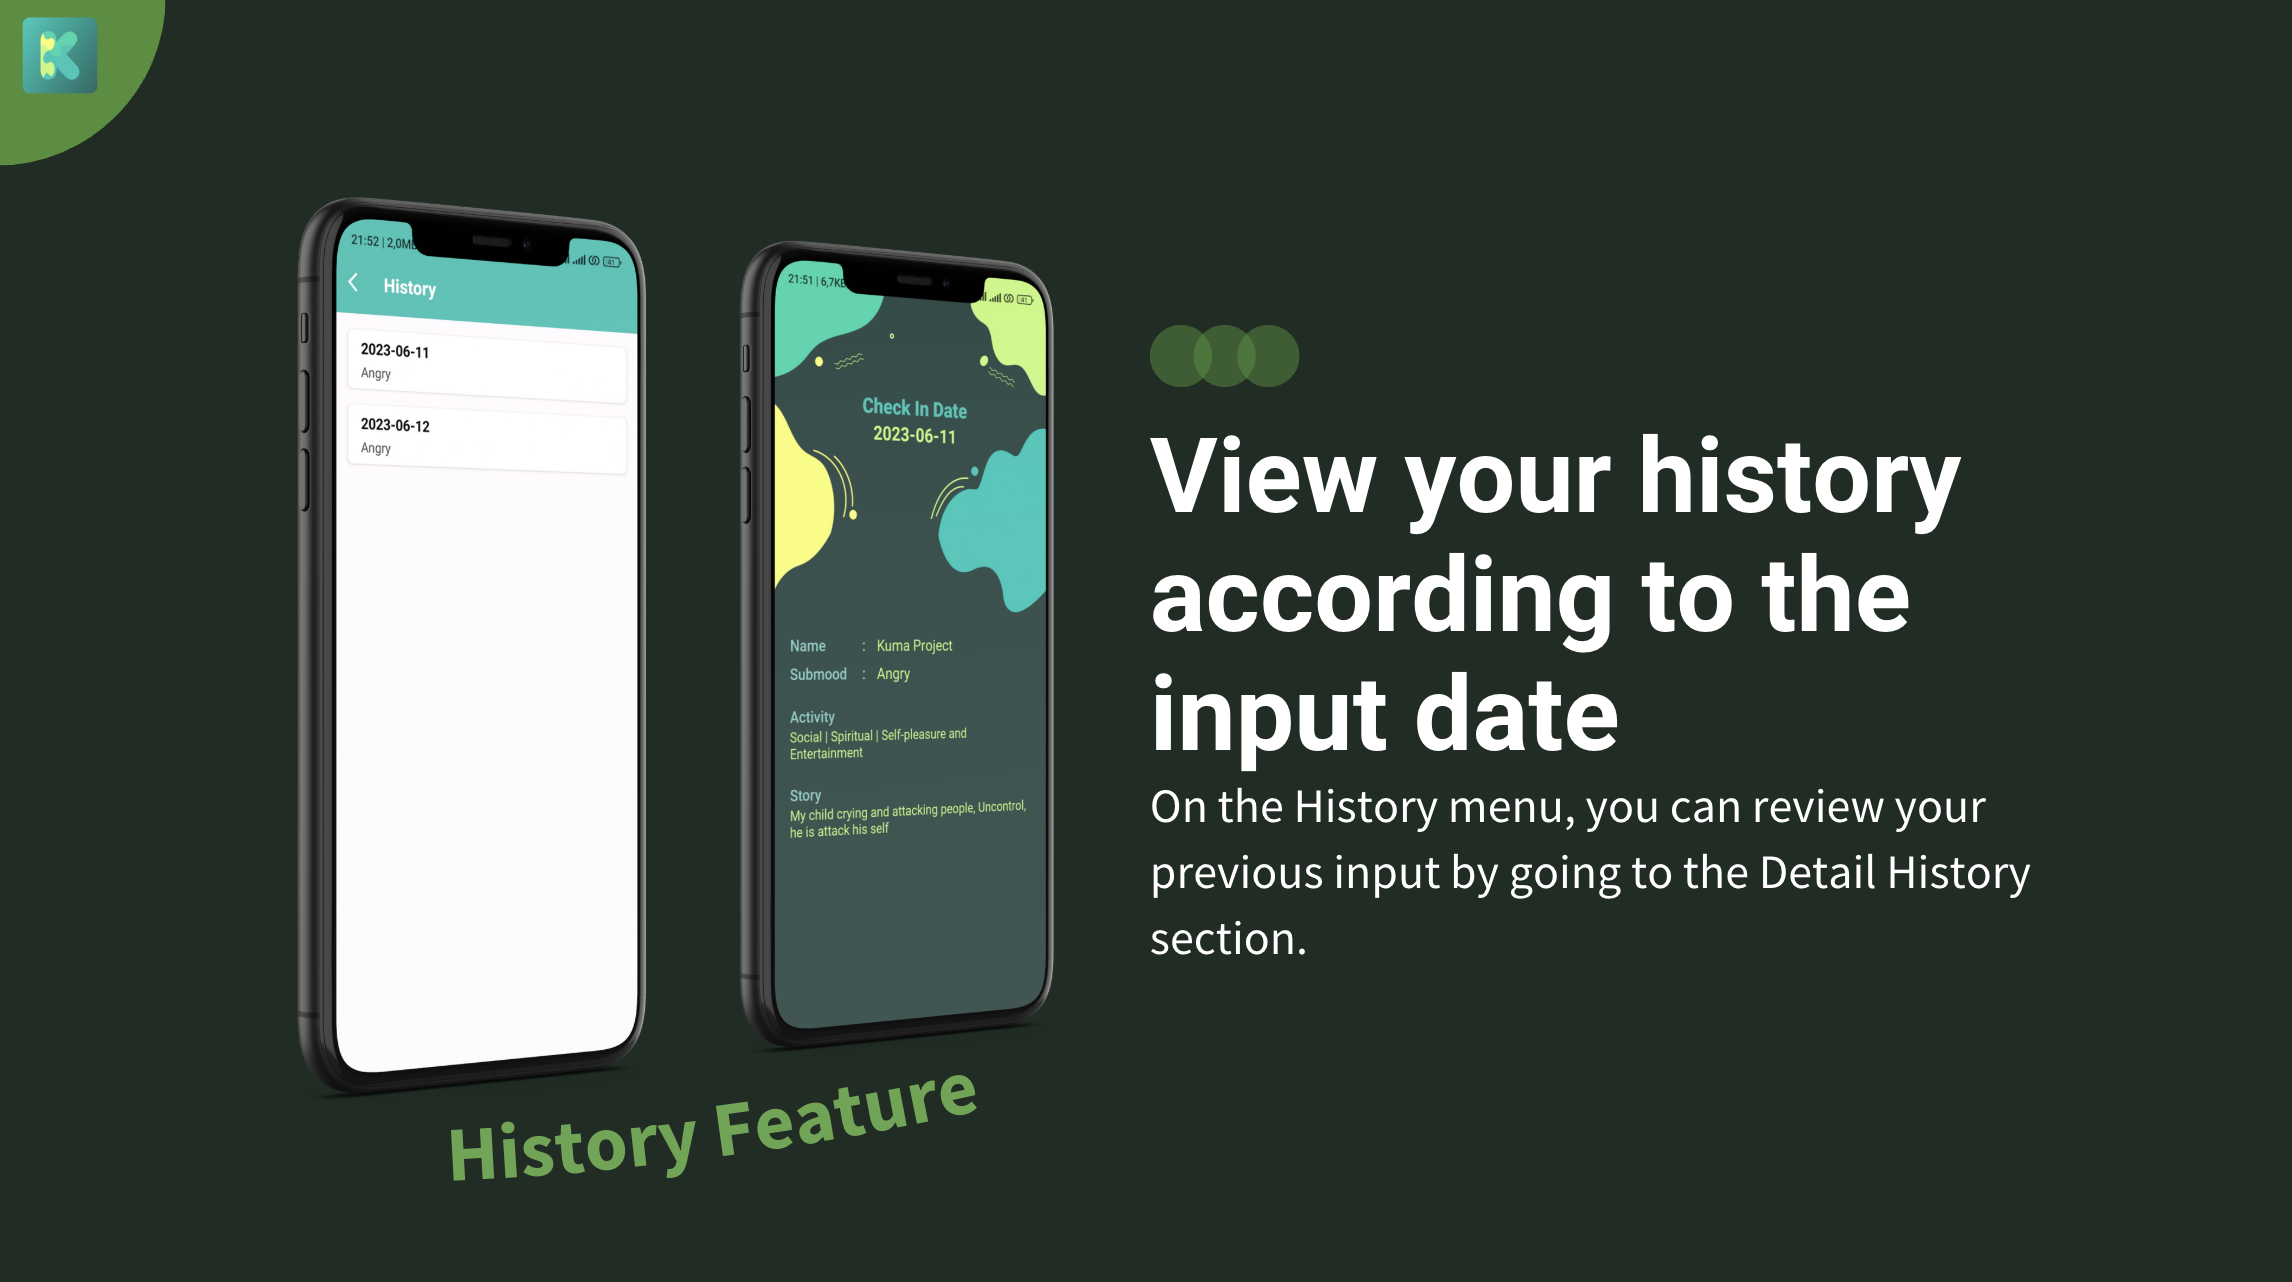 K
21:52 | 2,0
41
History
2023-06-11
Angry
2023-06-12
Angry
21:51 | 6,7KB
41
Check In Date
2023-06-11
Name : Kuma Project
Submood : Angry
Activity
Social | Spiritual | Self-pleasure and
Entertainment
Story
My child crying and attacking people, Uncontrol,
he is attack his self
History Feature
View your history
according to the
input date
On the History menu, you can review your
previous input by going to the Detail History
section.